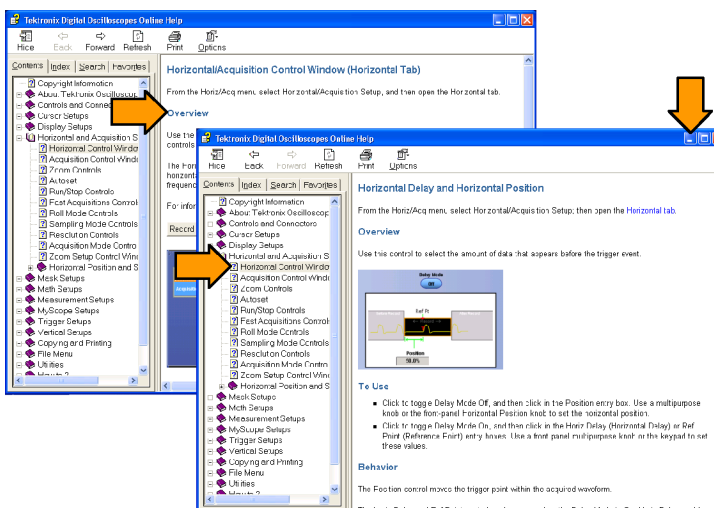 Tektronix Digital Oscilloscopes Online Help
Hice Back Forward Refresh Print Options
Contents Index Search Favorites
Copyright Information
About Tektronix Oscilloscop
Controls and Connec
Cursor Setups
Display Setups
Horizontal and Acquisition S
Horizontal Control Window
Acquisition Control Windo
Zoom Controls
Autoset
Run/Stop Controls
Fast Acquisitions Controls
Roll Mode Controls
Sampling Mode Controls
Resolution Controls
Acquisition Mode Contro
Zoom Setup Control Wind
Horizontal Position and S
Mask Setups
Math Setups
Measurement Setups
MyScope Setups
Trigger Setups
Vertical Setups
Copying and Printing
File Menu
Utilities
Horizontal/Acquisition Control Window (Horizontal Tab)
From the Horiz/Acq menu, select Horizontal/Acquisition Setup, and then open the Horizontal tab.
Overview
Use the
controls
The Hori
horizonta
frequenc
For infor
Record
Tektronix Digital Oscilloscopes Online Help
Hice Back Forward Refresh Print Options
Contents Index Search Favorites
Copyright Information
About Tektronix Oscilloscop
Controls and Connectors
Cursor Setups
Display Setups
Horizontal and Acquisition S
Horizontal Control Window
Acquisition Control Windo
Zoom Controls
Autoset
Run/Stop Controls
Fast Acquisitions Controls
Roll Mode Controls
Sampling Mode Controls
Resolution Controls
Acquisition Mode Contro
Zoom Setup Control Wind
Horizontal Position and S
Mask Setups
Math Setups
Measurement Setups
MyScope Setups
Trigger Setups
Vertical Setups
Copying and Printing
File Menu
Utilities
Horizontal Delay and Horizontal Position
From the Horiz/Acq menu, select Horizontal/Acquisition Setup; then open the Horizontal tab.
Overview
Use this control to select the amount of data that appears before the trigger event.
Delay Mode
Off
Ref Pt
Position
50.0%
To Use
Click to toggle Delay Mode Off, and then click in the Position entry box. Use a multipurpose
knob or the front-panel Horizontal Position knob to set the horizontal position.
Click to toggle Delay Mode On, and then click in the Horiz Delay (Horizontal Delay) or Ref
Point (Reference Point) entry boxes. Use a front panel multipurpose knob or the keypad to set
these values.
Behavior
The Position control moves the trigger point within the acquired waveform.